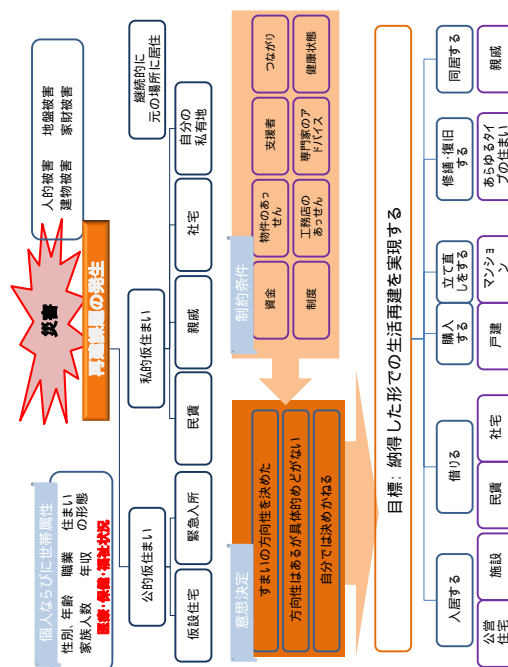 災害
人的被害　地盤被害
建物被害　家財被害
再建課題の発生
個人ならびに世帯属性
性別、年齢　職業　住まい
の形態
家族人数　年収
医療・保健・福祉状況
公的仮住まい
私的仮住まい
継続的に
元の場所に居住
仮設住宅
緊急入所
民賃
親戚
社宅
自分の
私有地
意思決定
すまいの方向性を決めた
方向性はあるが具体的めどがない
自分では決めかねる
制約条件
資金
物件のあっ
せん
支援者
つながり
制度
工務店の
あっせん
専門家のア
ドバイス
健康状態
目標：納得した形での生活再建を実現する
入居する
借りる
購入
する
立て直
しをする
修繕・復旧
する
同居する
公営
住宅
施設
民賃
社宅
戸建
マンショ
ン
あらゆるタイ
プの住まい
親戚